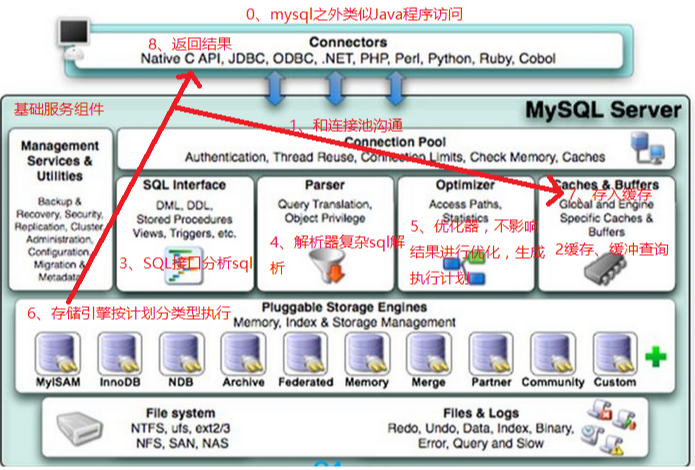 0、mysql之外类似Java程序访问
8、返回结果
Connectors
Native C API, JDBC, ODBC, .NET, PHP, Perl, Python, Ruby, Cobol
基础服务组件
MySQL Server
1、和连接池沟通
Connection Pool
Authentication, Thread Reuse, Connection Limits, Check Memory, Caches
Management
Services &
Utilities
Backup &
Recovery, Security,
Replication, Cluster,
Administration,
Configuration,
Migration &
Metadata
SQL Interface
DML, DDL,
Stored Procedures
Views, Triggers, etc.
3、SQL接口分析sql
Parser
Query Translation,
Object Privilege
4、解析器复杂sql解
析
Optimizer
Access Paths,
Statistics
5、优化器，不影响
结果进行优化，生成
执行计划
Caches & Buffers
7、存入缓存
Global and Engine
Specific Caches &
Buffers
2缓存、缓冲查询
6、存储引擎按计划分类型执行
Pluggable Storage Engines
Memory, Index & Storage Management
MyISAM
InnoDB
NDB
Archive
Federated
Memory
Merge
Partner
Community
Custom
File system
NTFS, ufs, ext2/3
NFS, SAN, NAS
Files & Logs
Redo, Undo, Data, Index, Binary,
Error, Query and Slow